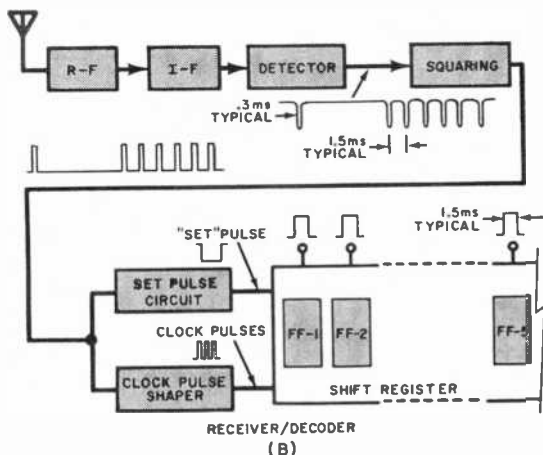 R-F
I-F
DETECTOR
SQUARING
.3ms
TYPICAL
1.5ms
TYPICAL
"SET" PULSE
1.5ms
TYPICAL
SET PULSE
CIRCUIT
CLOCK PULSES
FF-1
FF-2
CLOCK PULSE
SHAPER
SHIFT REGISTER
RECEIVER/DECODER
(B)